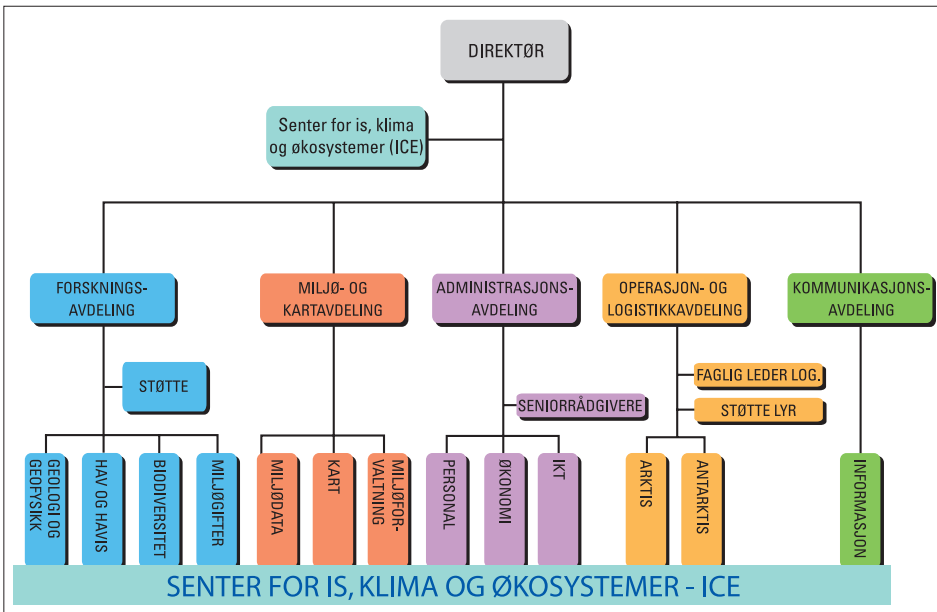 DIREKTØR
Senter for is, klima
og økosystemer (ICE)
FORSKNINGS-
AVDELING
MILJØ- OG
KARTAVDELING
ADMINISTRASJONS-
AVDELING
OPERASJON- OG
LOGISTIKKAVDELING
KOMMUNIKASJONS-
AVDELING
STØTTE
FAGLIG LEDER LOG.
SENIORRÅDGIVERE
STØTTE LYR
GEOLOGI OG
GEOFYSIKK
HAV OG HAVIS
BIODIVERSITET
MILJØGIFTER
MILJØDATA
KART
MILJØFOR-
VALTNING
PERSONAL
ØKONOMI
IKT
ARKTIS
ANTARKTIS
INFORMASJON
SENTER FOR IS, KLIMA OG ØKOSYSTEMER - ICE